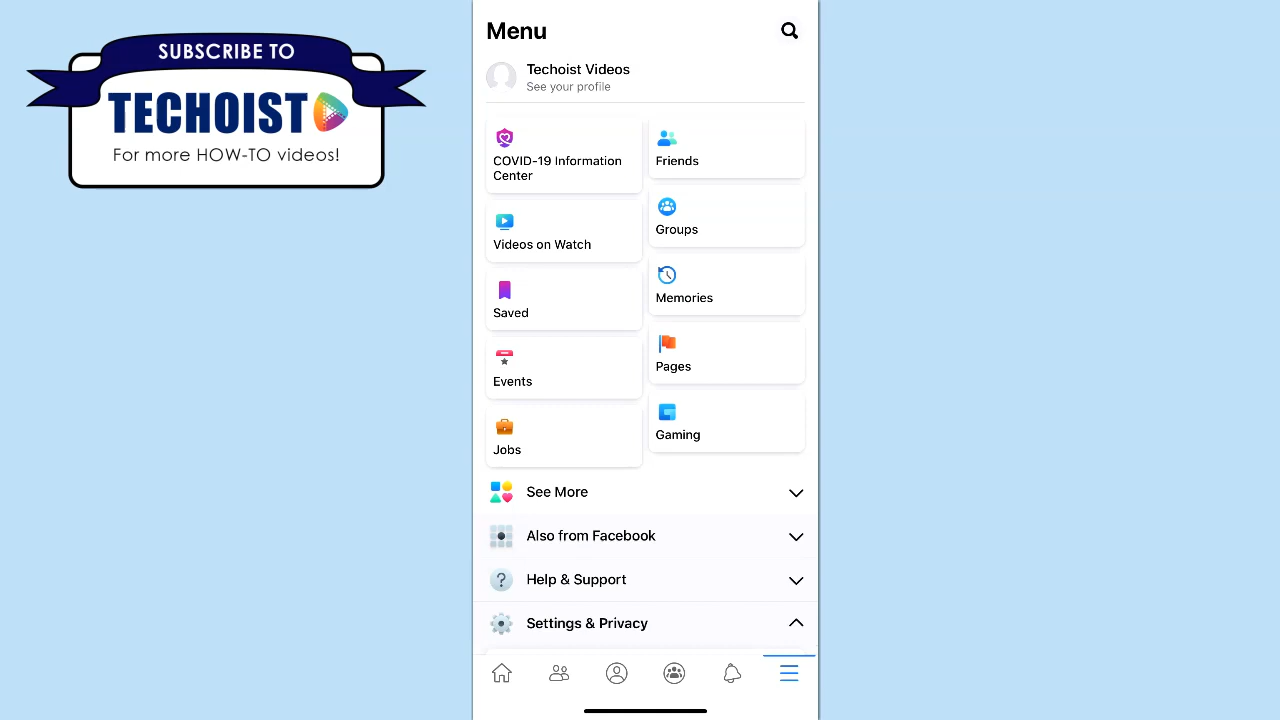 SUBSCRIBE TO
TECHOIST
For more HOW-TO videos!
Menu
Techoist Videos
See your profile
COVID-19 Information
Center
Friends
Videos on Watch
Groups
Saved
Memories
Events
Pages
Jobs
Gaming
See More
Also from Facebook
Help & Support
Settings & Privacy